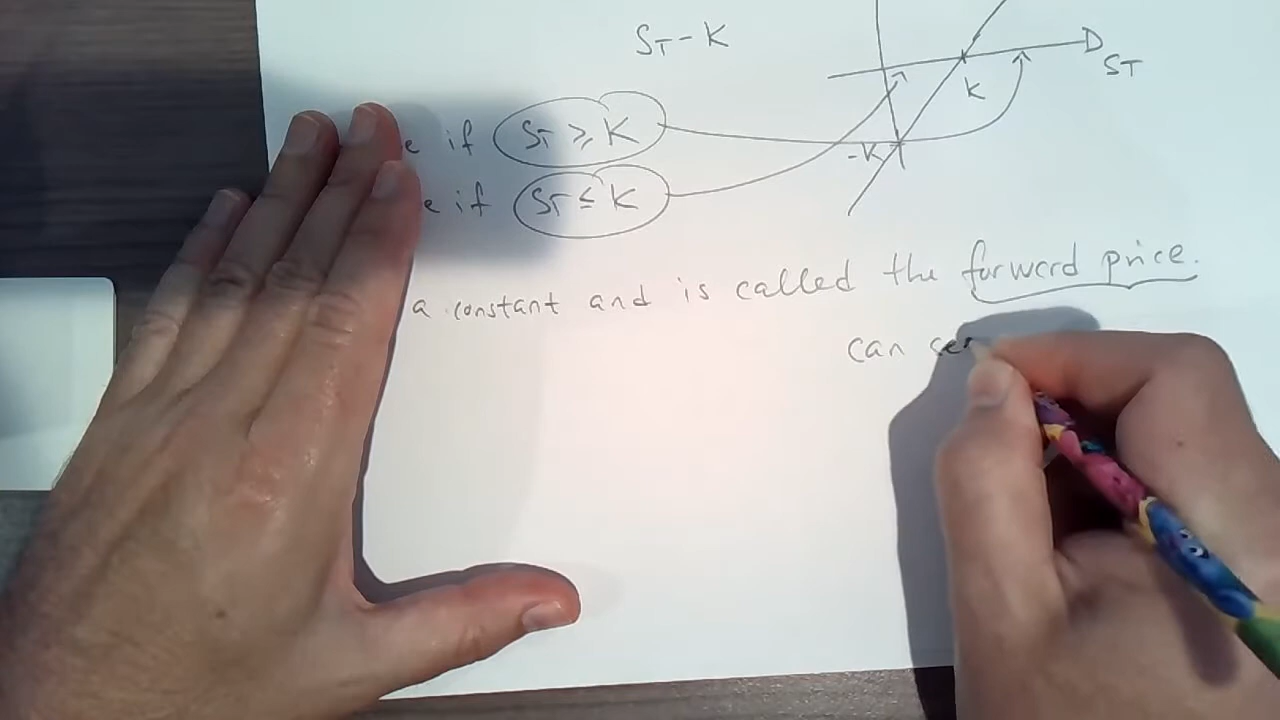 S_T - K
S_T
K
-K
e if S_T ≥ K
e if S_T ≤ K
a constant and is called the forward price.
can